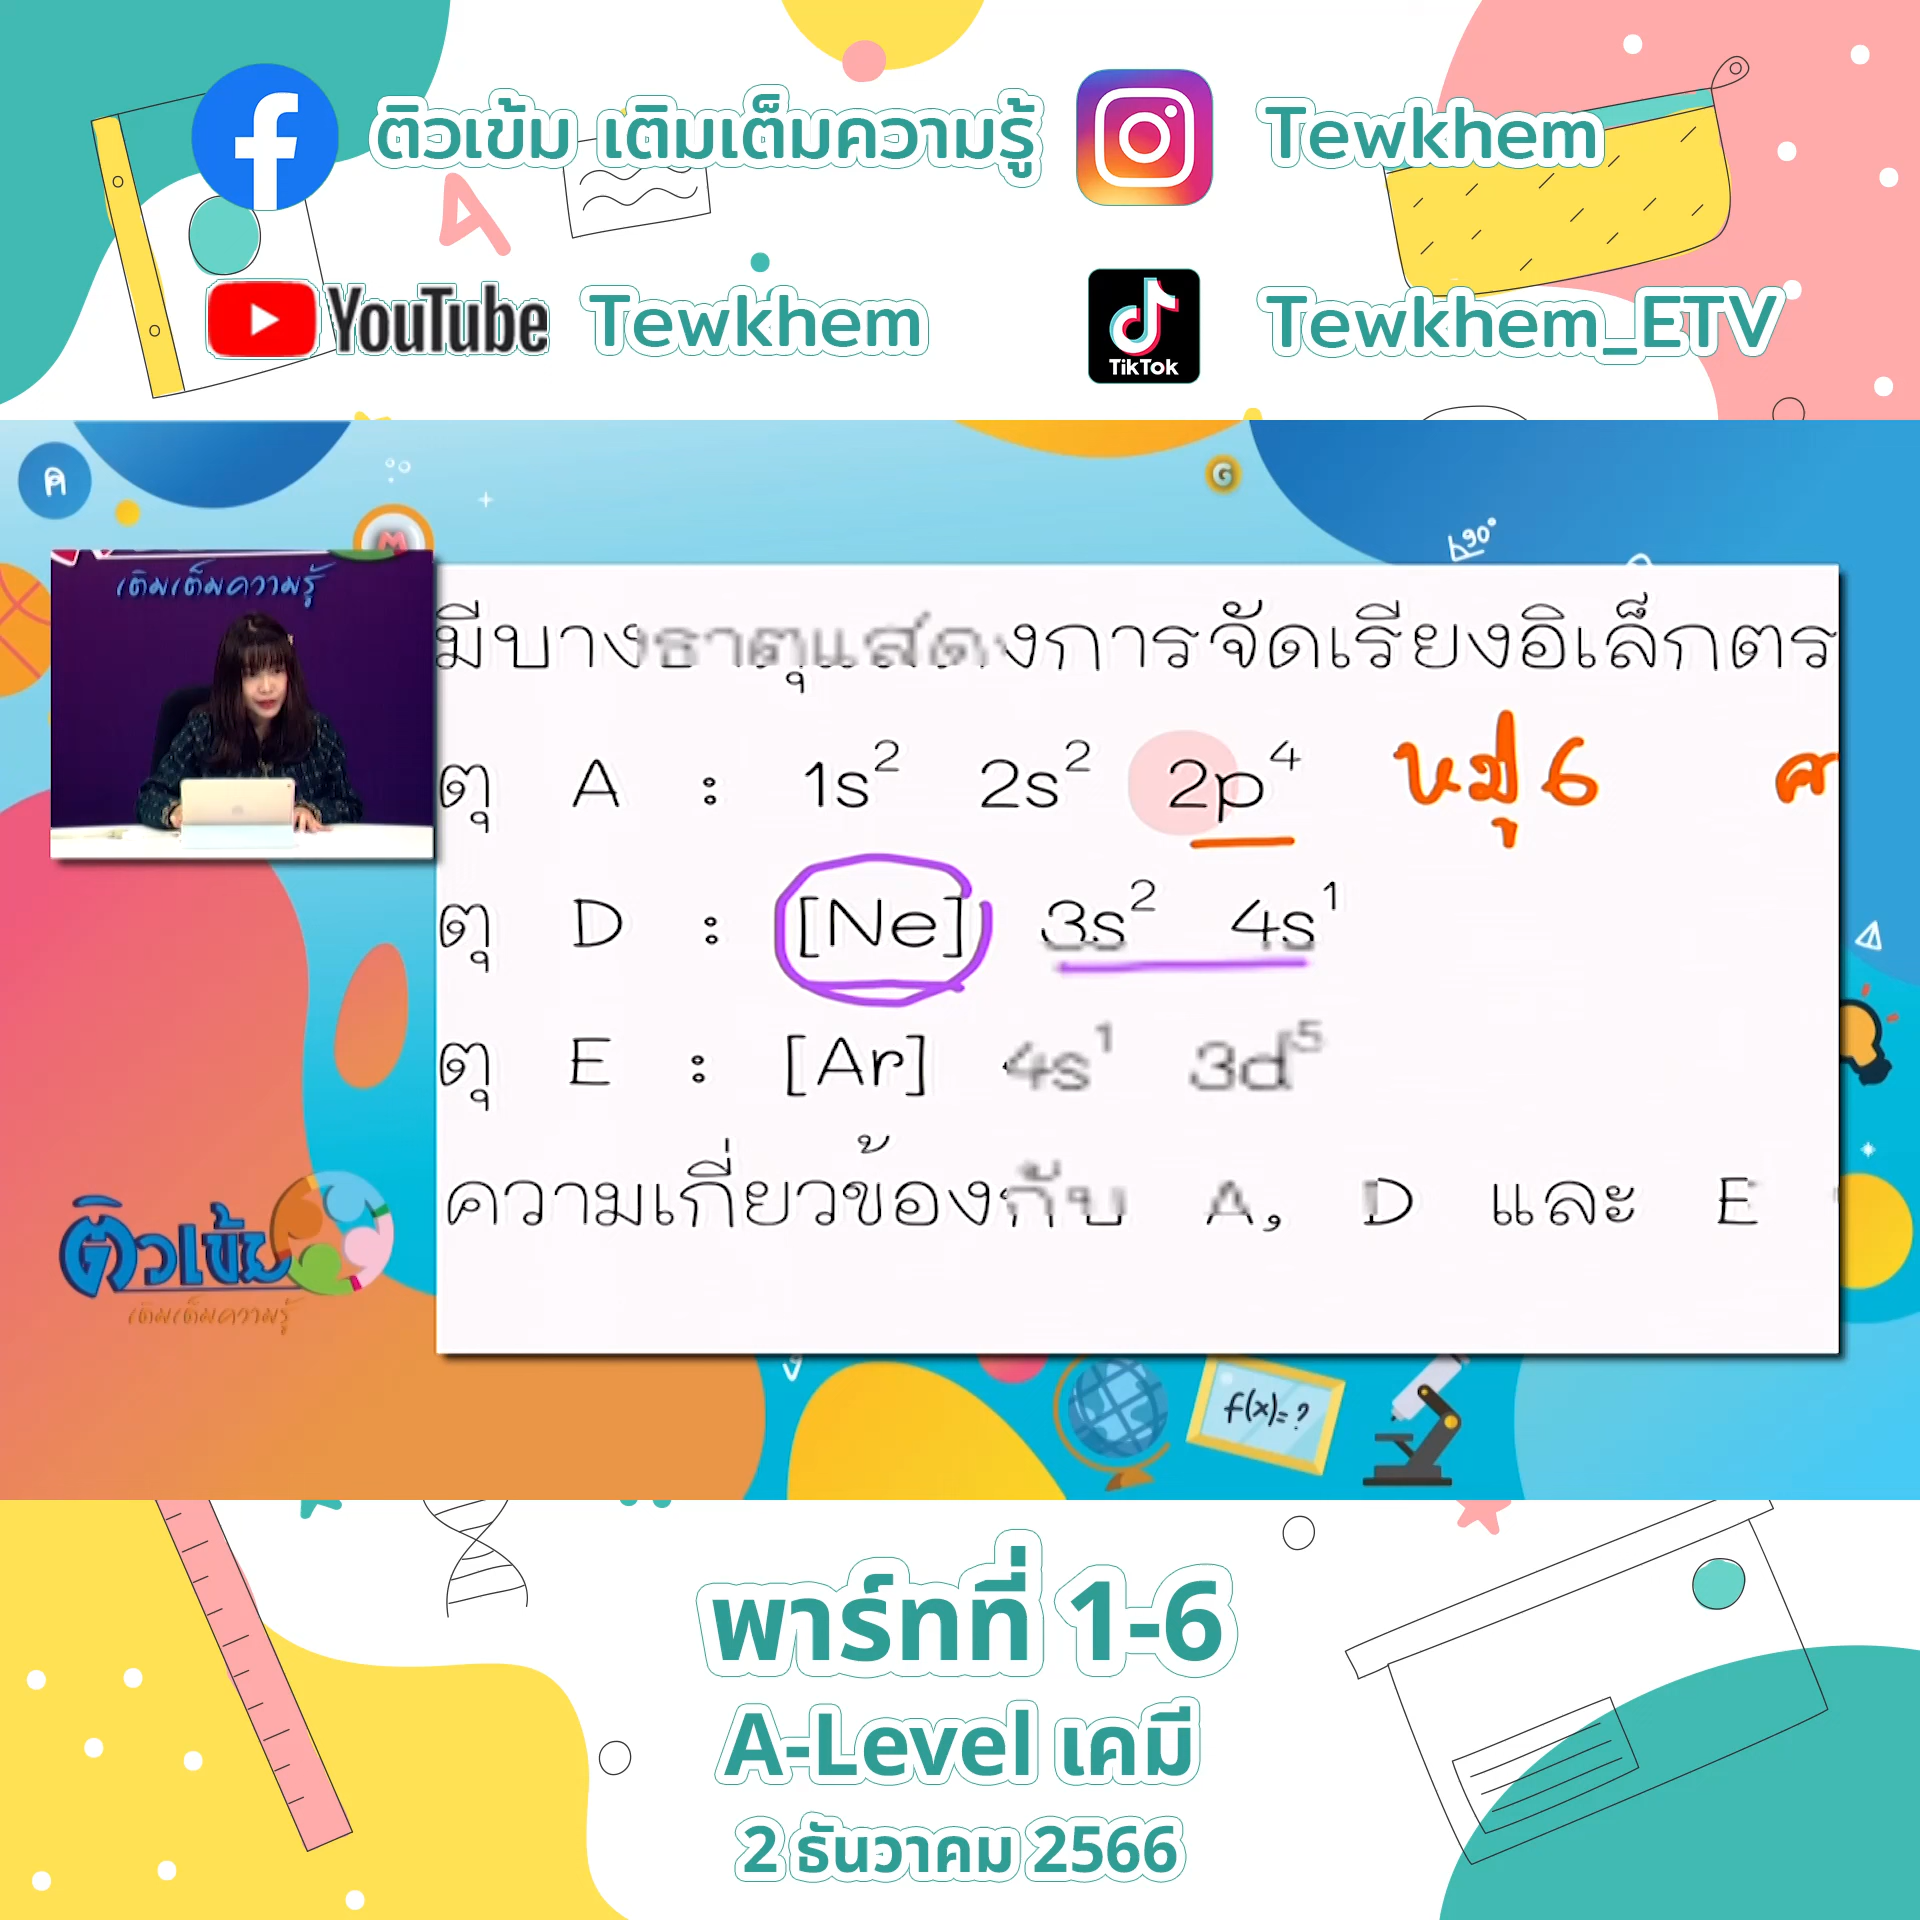 ติวเข้ม เติมเต็มความรู้
Tewkhem
YouTube Tewkhem
TikTok
Tewkhem_ETV
ค
G
M
90°
เติมเต็มความรู้
มีบางธาตุแสดงการจัดเรียงอิเล็กตร
ตุ A : 1s² 2s² 2p⁴ หมู่ 6
ตุ D : [Ne] 3s² 4s¹
ตุ E : [Ar] 4s¹ 3d⁵
ความเกี่ยวข้องกับ A, D และ E
ติวเข้ม
เติมเต็มความรู้
f(x)=?
พาร์ทที่ 1-6
A-Level เคมี
2 ธันวาคม 2566